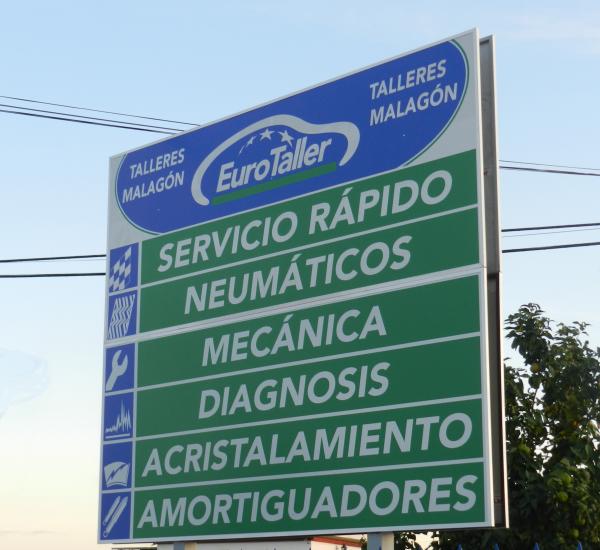 TALLERES
MALAGÓN
EuroTaller
TALLERES
MALAGÓN
SERVICIO RÁPIDO
NEUMÁTICOS
MECÁNICA
DIAGNOSIS
ACRISTALAMIENTO
AMORTIGUADORES